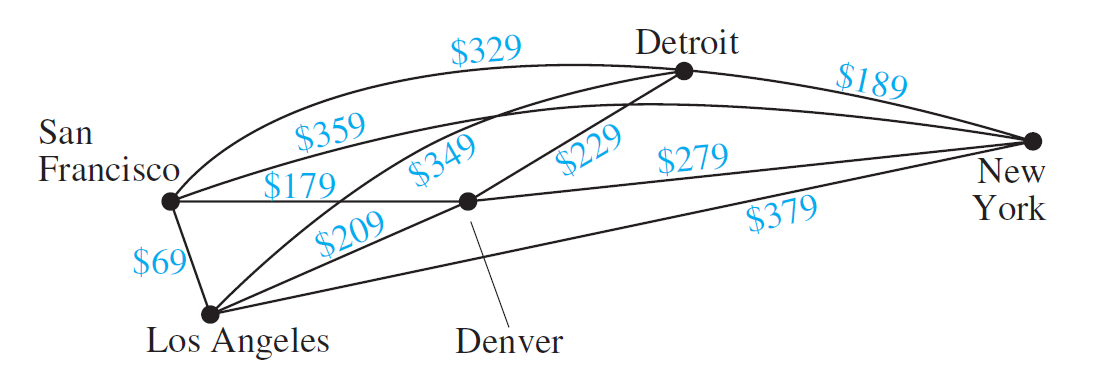 $329
Detroit
$189
San
Francisco
$359
$349
$229
$279
New
York
$179
$209
$379
$69
Los Angeles
Denver